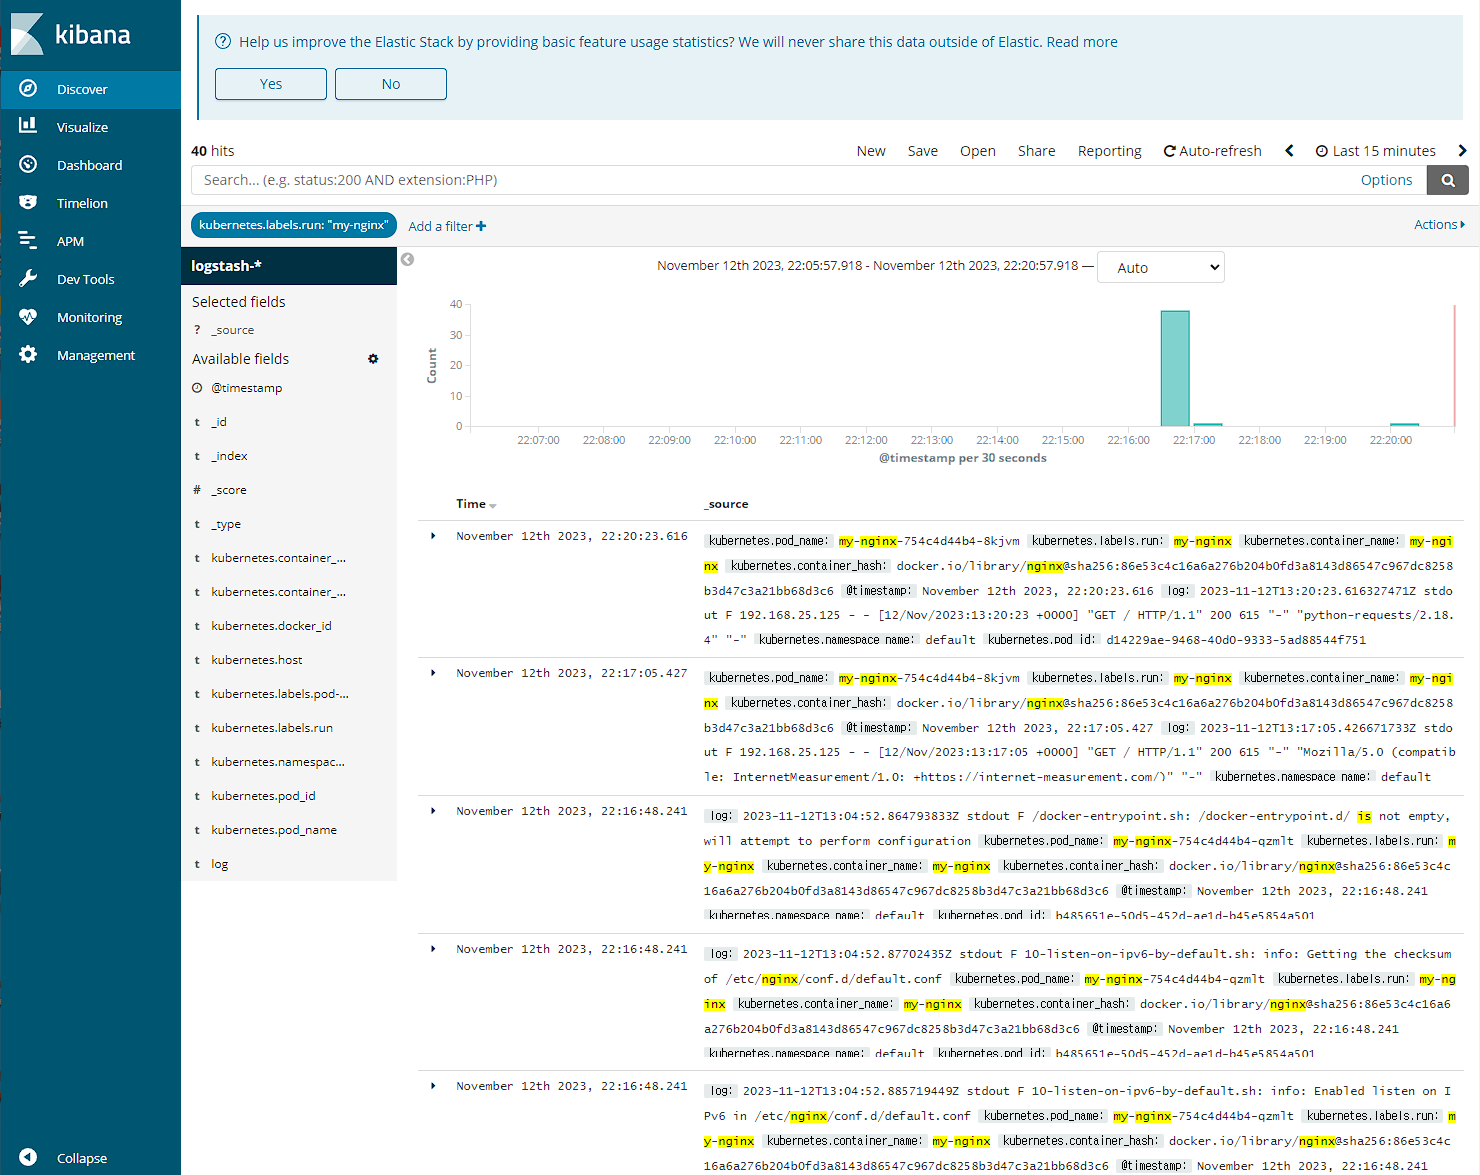 kibana
Discover
Visualize
Dashboard
Timelion
APM
Dev Tools
Monitoring
Management
Collapse
Help us improve the Elastic Stack by providing basic feature usage statistics? We will never share this data outside of Elastic. Read more
Yes No
40 hits New Save Open Share Reporting Auto-refresh Last 15 minutes
Search... (e.g. status:200 AND extension:PHP) Options
kubernetes.labels.run: "my-nginx" Add a filter + Actions
logstash-*
Selected fields
? _source
Available fields
@timestamp
t _id
t _index
# _score
t _type
t kubernetes.container_...
t kubernetes.container_...
t kubernetes.docker_id
t kubernetes.host
t kubernetes.labels.pod-...
t kubernetes.labels.run
t kubernetes.namespac...
t kubernetes.pod_id
t kubernetes.pod_name
t log
November 12th 2023, 22:05:57.918 - November 12th 2023, 22:20:57.918 — Auto
Count
40
30
20
10
0
22:07:00 22:08:00 22:09:00 22:10:00 22:11:00 22:12:00 22:13:00 22:14:00 22:15:00 22:16:00 22:17:00 22:18:00 22:19:00 22:20:00
@timestamp per 30 seconds
Time _source
November 12th 2023, 22:20:23.616 kubernetes.pod_name: my-nginx-754c4d44b4-8kjvm kubernetes.labels.run: my-nginx kubernetes.container_name: my-ngi
nx kubernetes.container_hash: docker.io/library/nginx@sha256:86e53c4c16a6a276b204b0fd3a8143d86547c967dc8258
b3d47c3a21bb68d3c6 @timestamp: November 12th 2023, 22:20:23.616 log: 2023-11-12T13:20:23.616327471Z stdo
ut F 192.168.25.125 - - [12/Nov/2023:13:20:23 +0000] "GET / HTTP/1.1" 200 615 "-" "python-requests/2.18.
4" "-" kubernetes.namespace_name: default kubernetes.pod_id: d14229ae-9468-40d0-9333-5ad88544f751
November 12th 2023, 22:17:05.427 kubernetes.pod_name: my-nginx-754c4d44b4-8kjvm kubernetes.labels.run: my-nginx kubernetes.container_name: my-ngi
nx kubernetes.container_hash: docker.io/library/nginx@sha256:86e53c4c16a6a276b204b0fd3a8143d86547c967dc8258
b3d47c3a21bb68d3c6 @timestamp: November 12th 2023, 22:17:05.427 log: 2023-11-12T13:17:05.426671733Z stdo
ut F 192.168.25.125 - - [12/Nov/2023:13:17:05 +0000] "GET / HTTP/1.1" 200 615 "-" "Mozilla/5.0 (compatib
le: InternetMeasurement/1.0: +https://internet-measurement.com/)" "-" kubernetes.namespace_name: default
November 12th 2023, 22:16:48.241 log: 2023-11-12T13:04:52.864793833Z stdout F /docker-entrypoint.sh: /docker-entrypoint.d/ is not empty,
will attempt to perform configuration kubernetes.pod_name: my-nginx-754c4d44b4-qzmlt kubernetes.labels.run: m
y-nginx kubernetes.container_name: my-nginx kubernetes.container_hash: docker.io/library/nginx@sha256:86e53c4c
16a6a276b204b0fd3a8143d86547c967dc8258b3d47c3a21bb68d3c6 @timestamp: November 12th 2023, 22:16:48.241
kubernetes.namespace_name: default kubernetes.pod_id: b485651e-50d5-452d-ae1d-b45e5854a501
November 12th 2023, 22:16:48.241 log: 2023-11-12T13:04:52.87702435Z stdout F 10-listen-on-ipv6-by-default.sh: info: Getting the checksum
of /etc/nginx/conf.d/default.conf kubernetes.pod_name: my-nginx-754c4d44b4-qzmlt kubernetes.labels.run: my-ng
inx kubernetes.container_name: my-nginx kubernetes.container_hash: docker.io/library/nginx@sha256:86e53c4c16a6
a276b204b0fd3a8143d86547c967dc8258b3d47c3a21bb68d3c6 @timestamp: November 12th 2023, 22:16:48.241
kubernetes.namespace_name: default kubernetes.pod_id: b485651e-50d5-452d-ae1d-b45e5854a501
November 12th 2023, 22:16:48.241 log: 2023-11-12T13:04:52.885719449Z stdout F 10-listen-on-ipv6-by-default.sh: info: Enabled listen on I
Pv6 in /etc/nginx/conf.d/default.conf kubernetes.pod_name: my-nginx-754c4d44b4-qzmlt kubernetes.labels.run: m
y-nginx kubernetes.container_name: my-nginx kubernetes.container_hash: docker.io/library/nginx@sha256:86e53c4c
16a6a276b204b0fd3a8143d86547c967dc8258b3d47c3a21bb68d3c6 @timestamp: November 12th 2023, 22:16:48.241